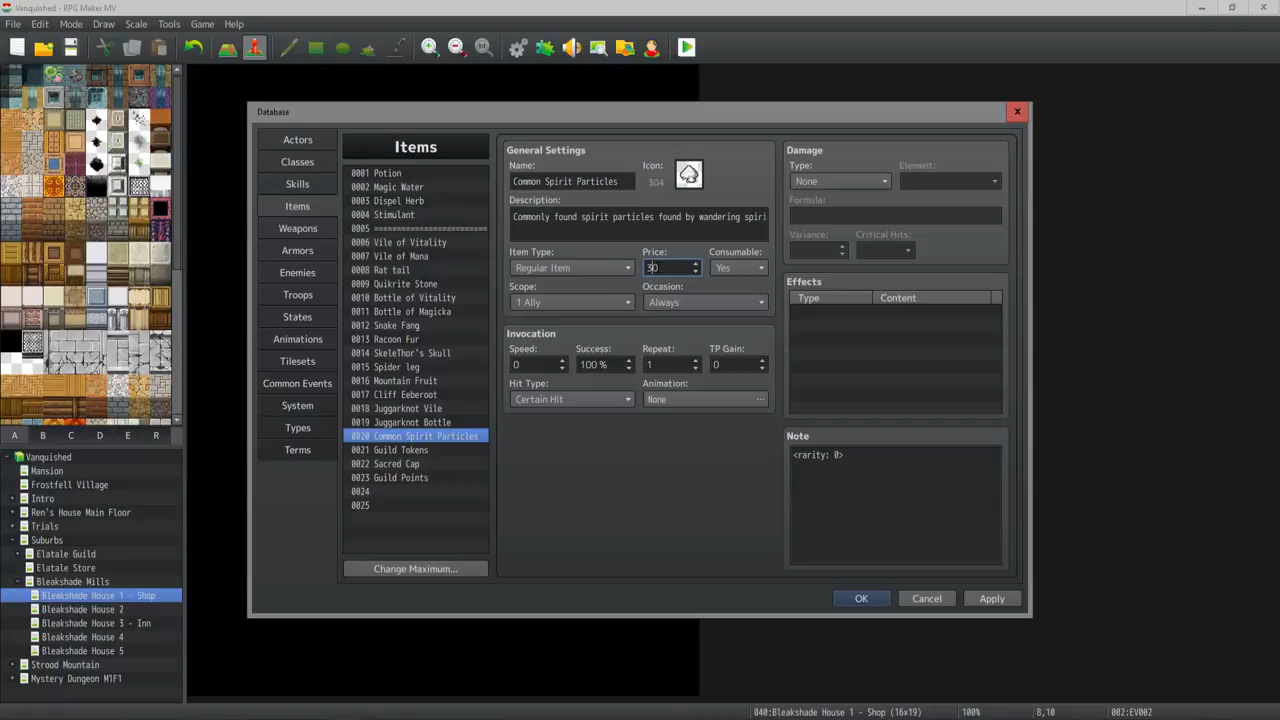 Vanquished - RPG Maker MV
File Edit Mode Draw Scale Tools Game Help
Database
Actors
Classes
Skills
Items
Weapons
Armors
Enemies
Troops
States
Animations
Tilesets
Common Events
System
Types
Terms
Items
0001 Potion
0002 Magic Water
0003 Dispel Herb
0004 Stimulant
0005 ========================
0006 Vile of Vitality
0007 Vile of Mana
0008 Rat tail
0009 Quikrite Stone
0010 Bottle of Vitality
0011 Bottle of Magicka
0012 Snake Fang
0013 Racoon Fur
0014 SkeleThor's Skull
0015 Spider leg
0016 Mountain Fruit
0017 Cliff Eeberoot
0018 Juggarknot Vile
0019 Juggarknot Bottle
0020 Common Spirit Particles
0021 Guild Tokens
0022 Sacred Cap
0023 Guild Points
0024
0025
Change Maximum...
General Settings
Name: Icon:
Common Spirit Particles 304
Description:
Commonly found spirit particles found by wandering spiri
Item Type: Price: Consumable:
Regular Item 30 Yes
Scope: Occasion:
1 Ally Always
Invocation
Speed: Success: Repeat: TP Gain:
0 100 % 1 0
Hit Type: Animation:
Certain Hit None ...
Damage
Type: Element:
None
Formula:
Variance: Critical Hits:
Effects
Type Content
Note
<rarity: 0>
OK Cancel Apply
A B C D E R
Vanquished
Mansion
Frostfell Village
Intro
Ren's House Main Floor
Trials
Suburbs
Elatale Guild
Elatale Store
Bleakshade Mills
Bleakshade House 1 - Shop
Bleakshade House 2
Bleakshade House 3 - Inn
Bleakshade House 4
Bleakshade House 5
Strood Mountain
Mystery Dungeon M1F1
040:Bleakshade House 1 - Shop (16x19) 100% 8,10 002:EV002